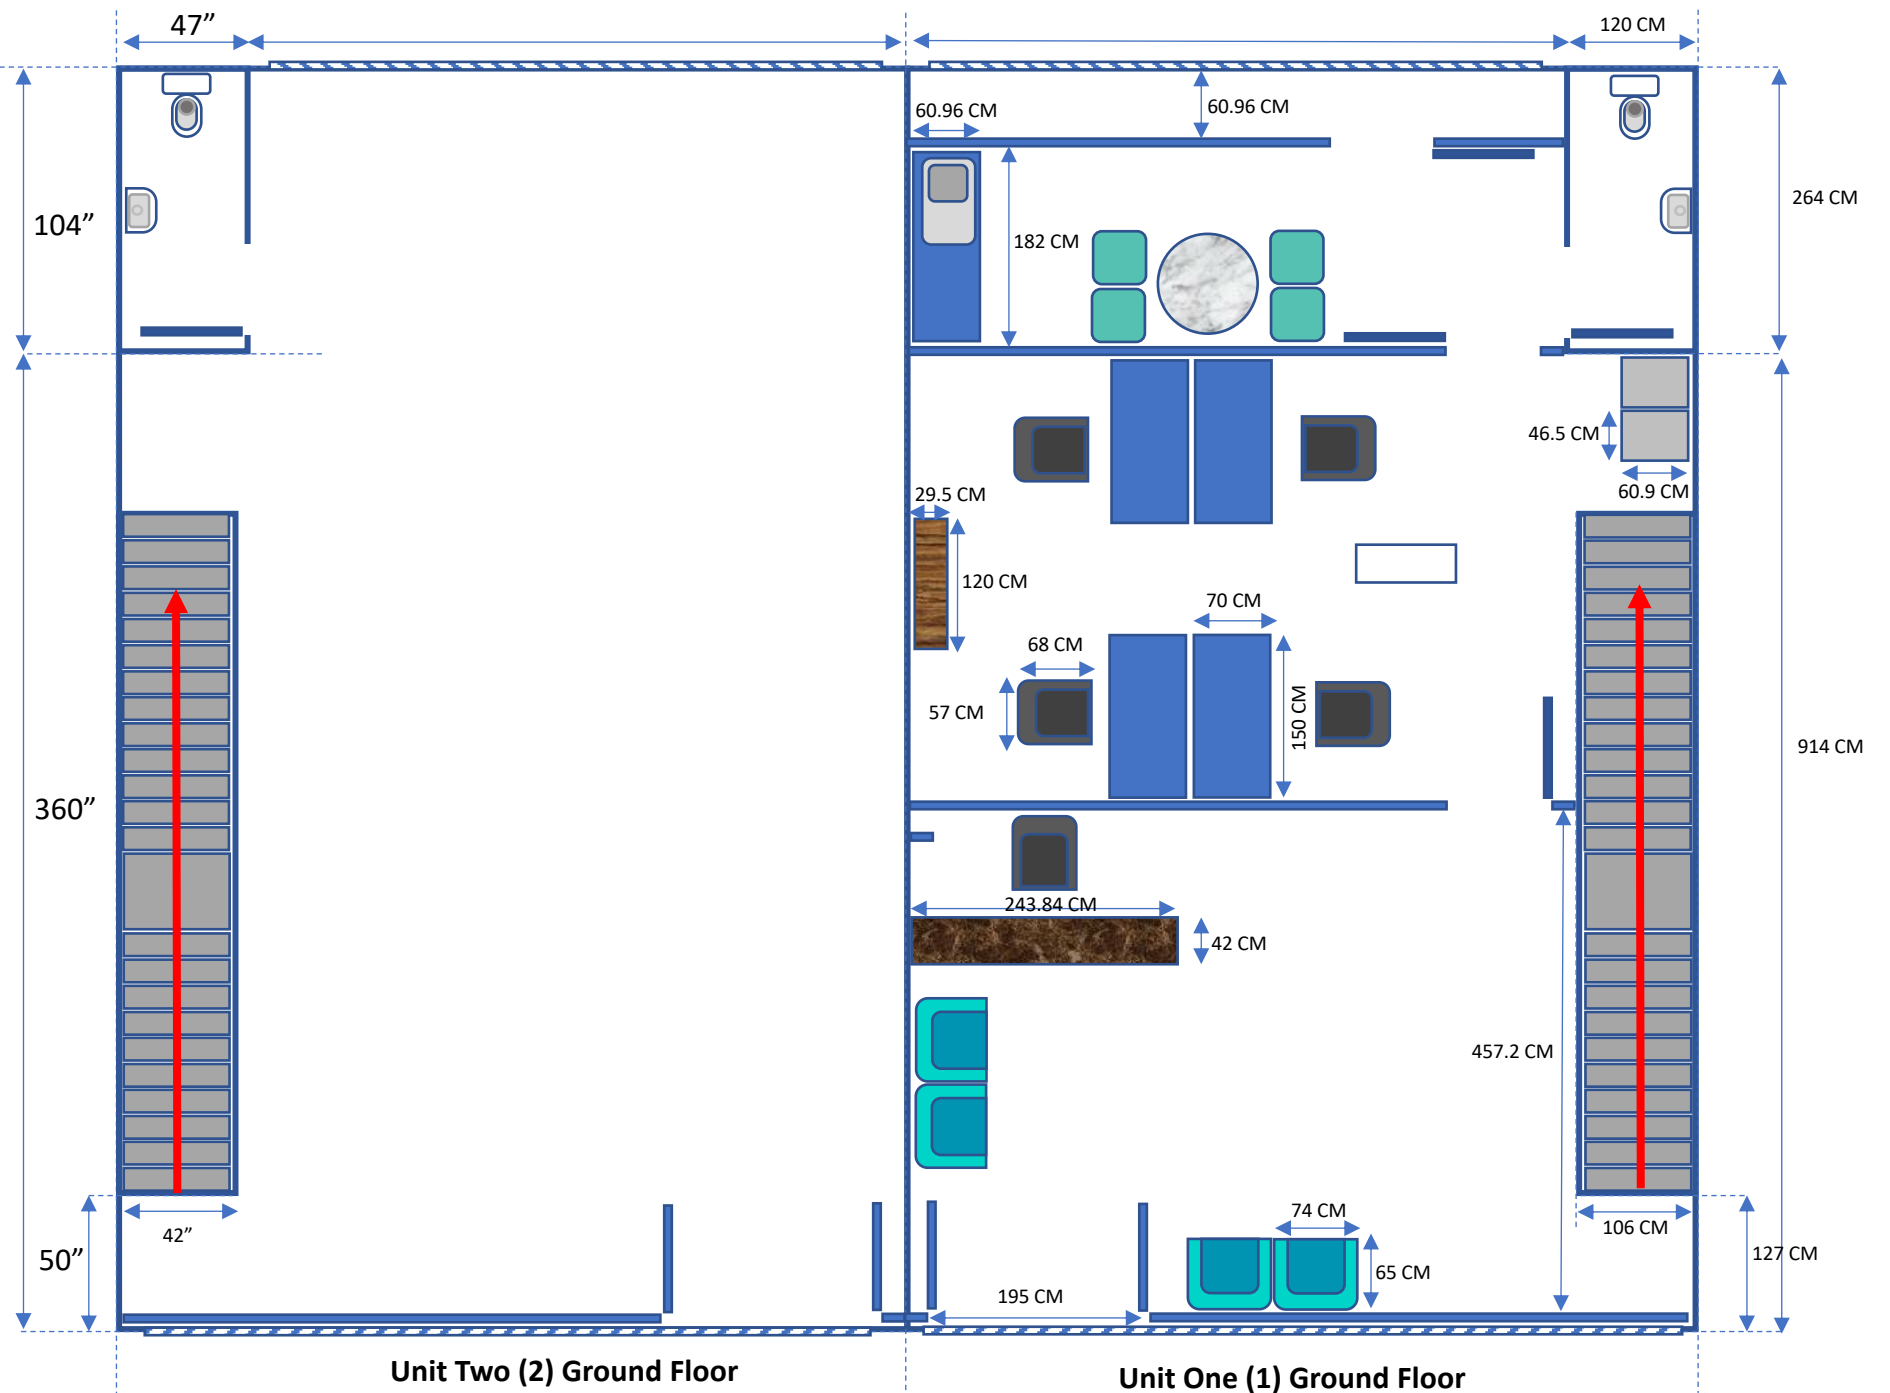 47”
120 CM
60.96 CM
60.96 CM
104”
264 CM
182 CM
46.5 CM
60.9 CM
29.5 CM
120 CM
70 CM
68 CM
57 CM
150 CM
914 CM
360”
243.84 CM
42 CM
457.2 CM
74 CM
42”
106 CM
50”
127 CM
65 CM
195 CM
Unit Two (2) Ground Floor
Unit One (1) Ground Floor